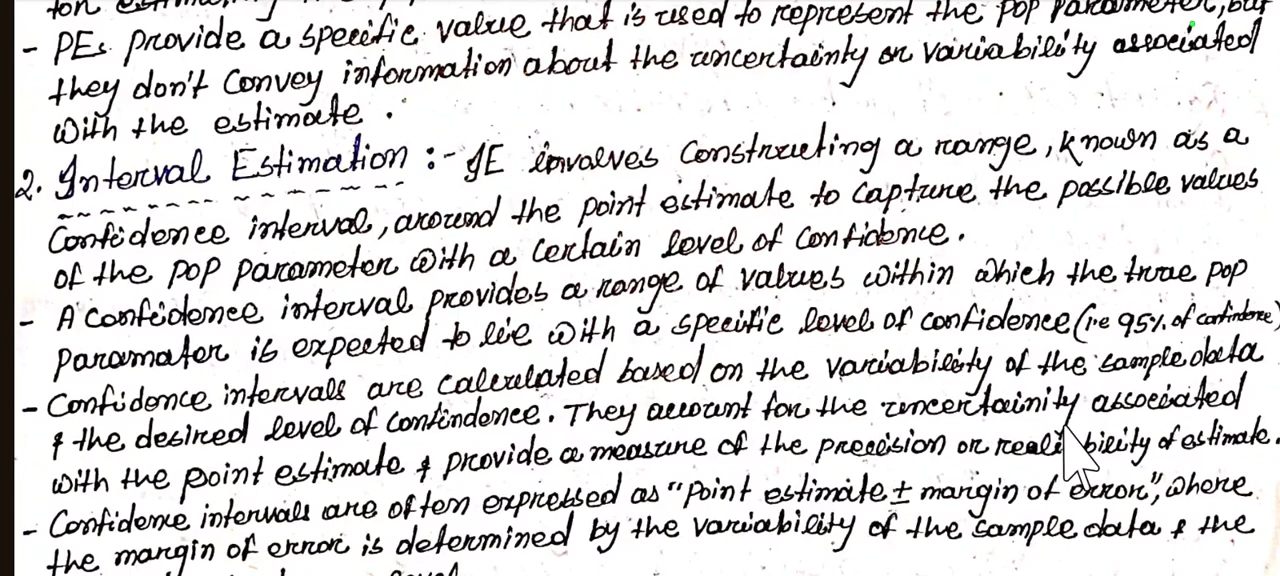 ton
- PEs provide a specific value that is used to represent the pop parameter, but
they don't convey information about the uncertainty or variability associated
with the estimate.
2. Interval Estimation :- IE involves constructing a range, known as a
Confidence interval, around the point estimate to capture the possible values
of the pop parameter with a certain level of confidence.
- A confidence interval provides a range of values within which the true pop
paramater is expected to lie with a specific level of confidence (i.e 95% of confidence)
- Confidence intervals are calculated based on the variability of the sample data
& the desired level of confindence. They account for the uncertainity associated
with the point estimate & provide a measure of the precision or realibility of estimate.
- Confidence intervals are often expressed as "point estimate ± margin of error", where
the margin of error is determined by the variability of the sample data & the